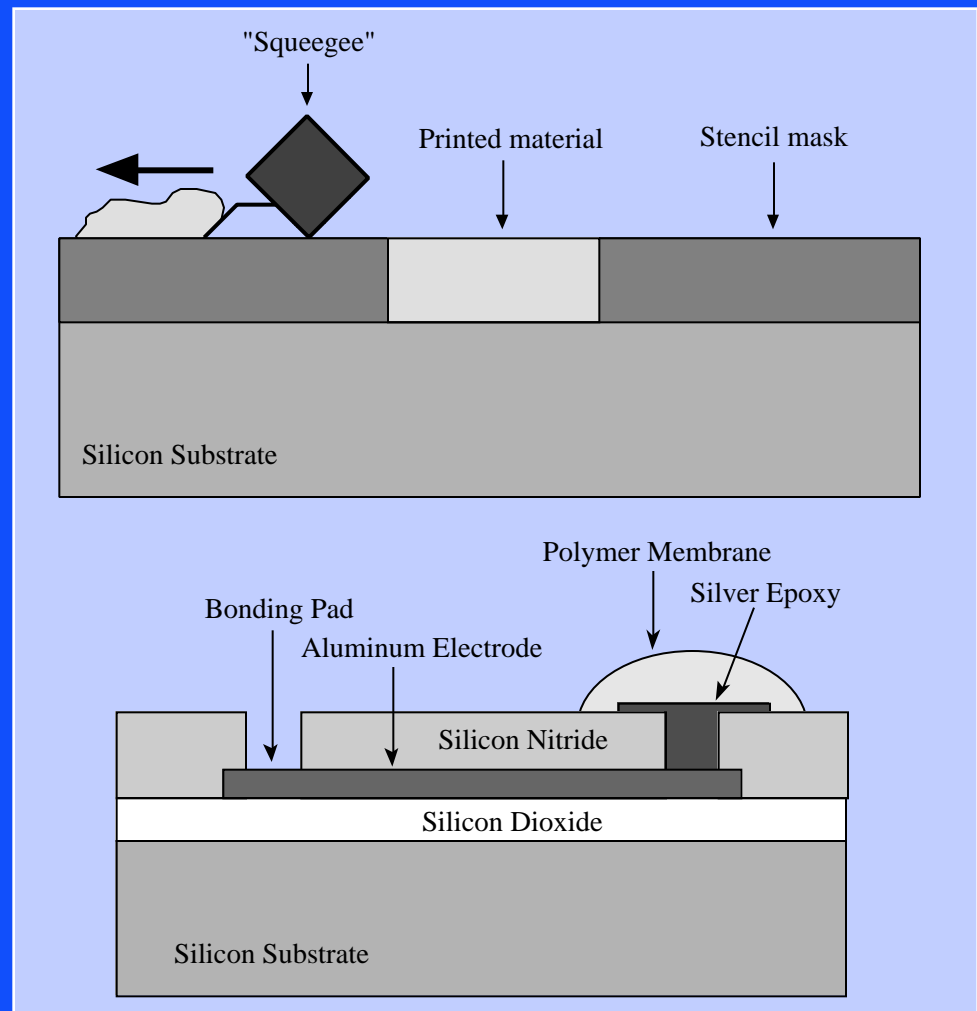 "Squeegee"
Printed material
Stencil mask
Silicon Substrate
Polymer Membrane
Silver Epoxy
Bonding Pad
Aluminum Electrode
Silicon Nitride
Silicon Dioxide
Silicon Substrate